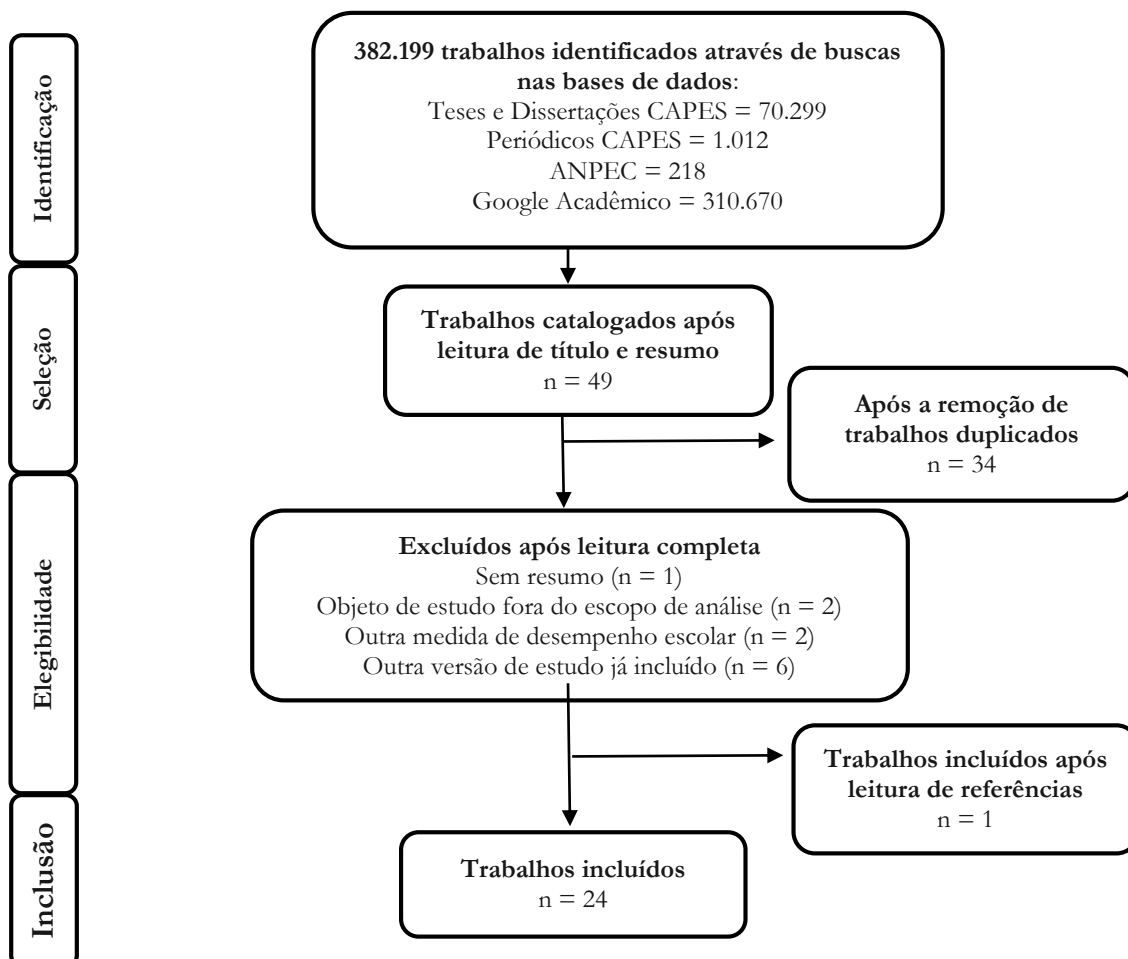 Identificação
382.199 trabalhos identificados através de buscas
nas bases de dados:
Teses e Dissertações CAPES = 70.299
Periódicos CAPES = 1.012
ANPEC = 218
Google Acadêmico = 310.670
Seleção
Trabalhos catalogados após
leitura de título e resumo
n = 49
Após a remoção de
trabalhos duplicados
n = 34
Elegibilidade
Excluídos após leitura completa
Sem resumo (n = 1)
Objeto de estudo fora do escopo de análise (n = 2)
Outra medida de desempenho escolar (n = 2)
Outra versão de estudo já incluído (n = 6)
Trabalhos incluídos após
leitura de referências
n = 1
Inclusão
Trabalhos incluídos
n = 24